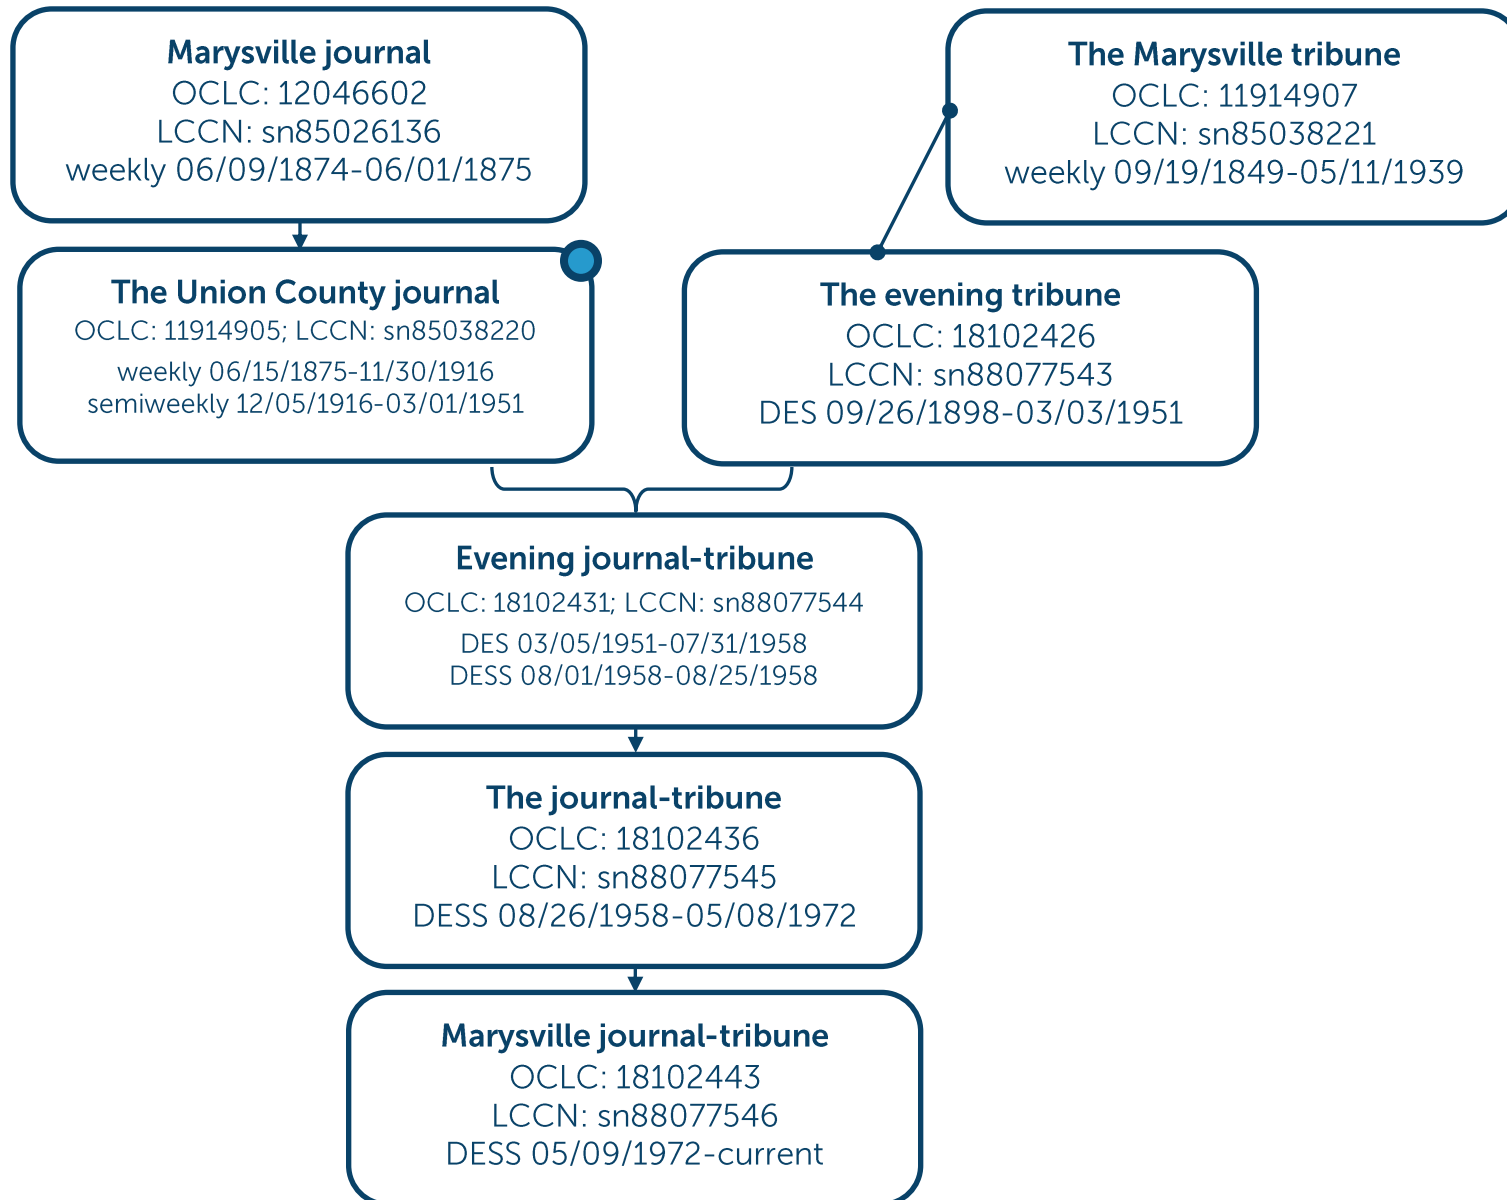 Marysville journal
OCLC: 12046602
LCCN: sn85026136
weekly 06/09/1874-06/01/1875
The Marysville tribune
OCLC: 11914907
LCCN: sn85038221
weekly 09/19/1849-05/11/1939
The Union County journal
OCLC: 11914905; LCCN: sn85038220
weekly 06/15/1875-11/30/1916
semiweekly 12/05/1916-03/01/1951
The evening tribune
OCLC: 18102426
LCCN: sn88077543
DES 09/26/1898-03/03/1951
Evening journal-tribune
OCLC: 18102431; LCCN: sn88077544
DES 03/05/1951-07/31/1958
DESS 08/01/1958-08/25/1958
The journal-tribune
OCLC: 18102436
LCCN: sn88077545
DESS 08/26/1958-05/08/1972
Marysville journal-tribune
OCLC: 18102443
LCCN: sn88077546
DESS 05/09/1972-current